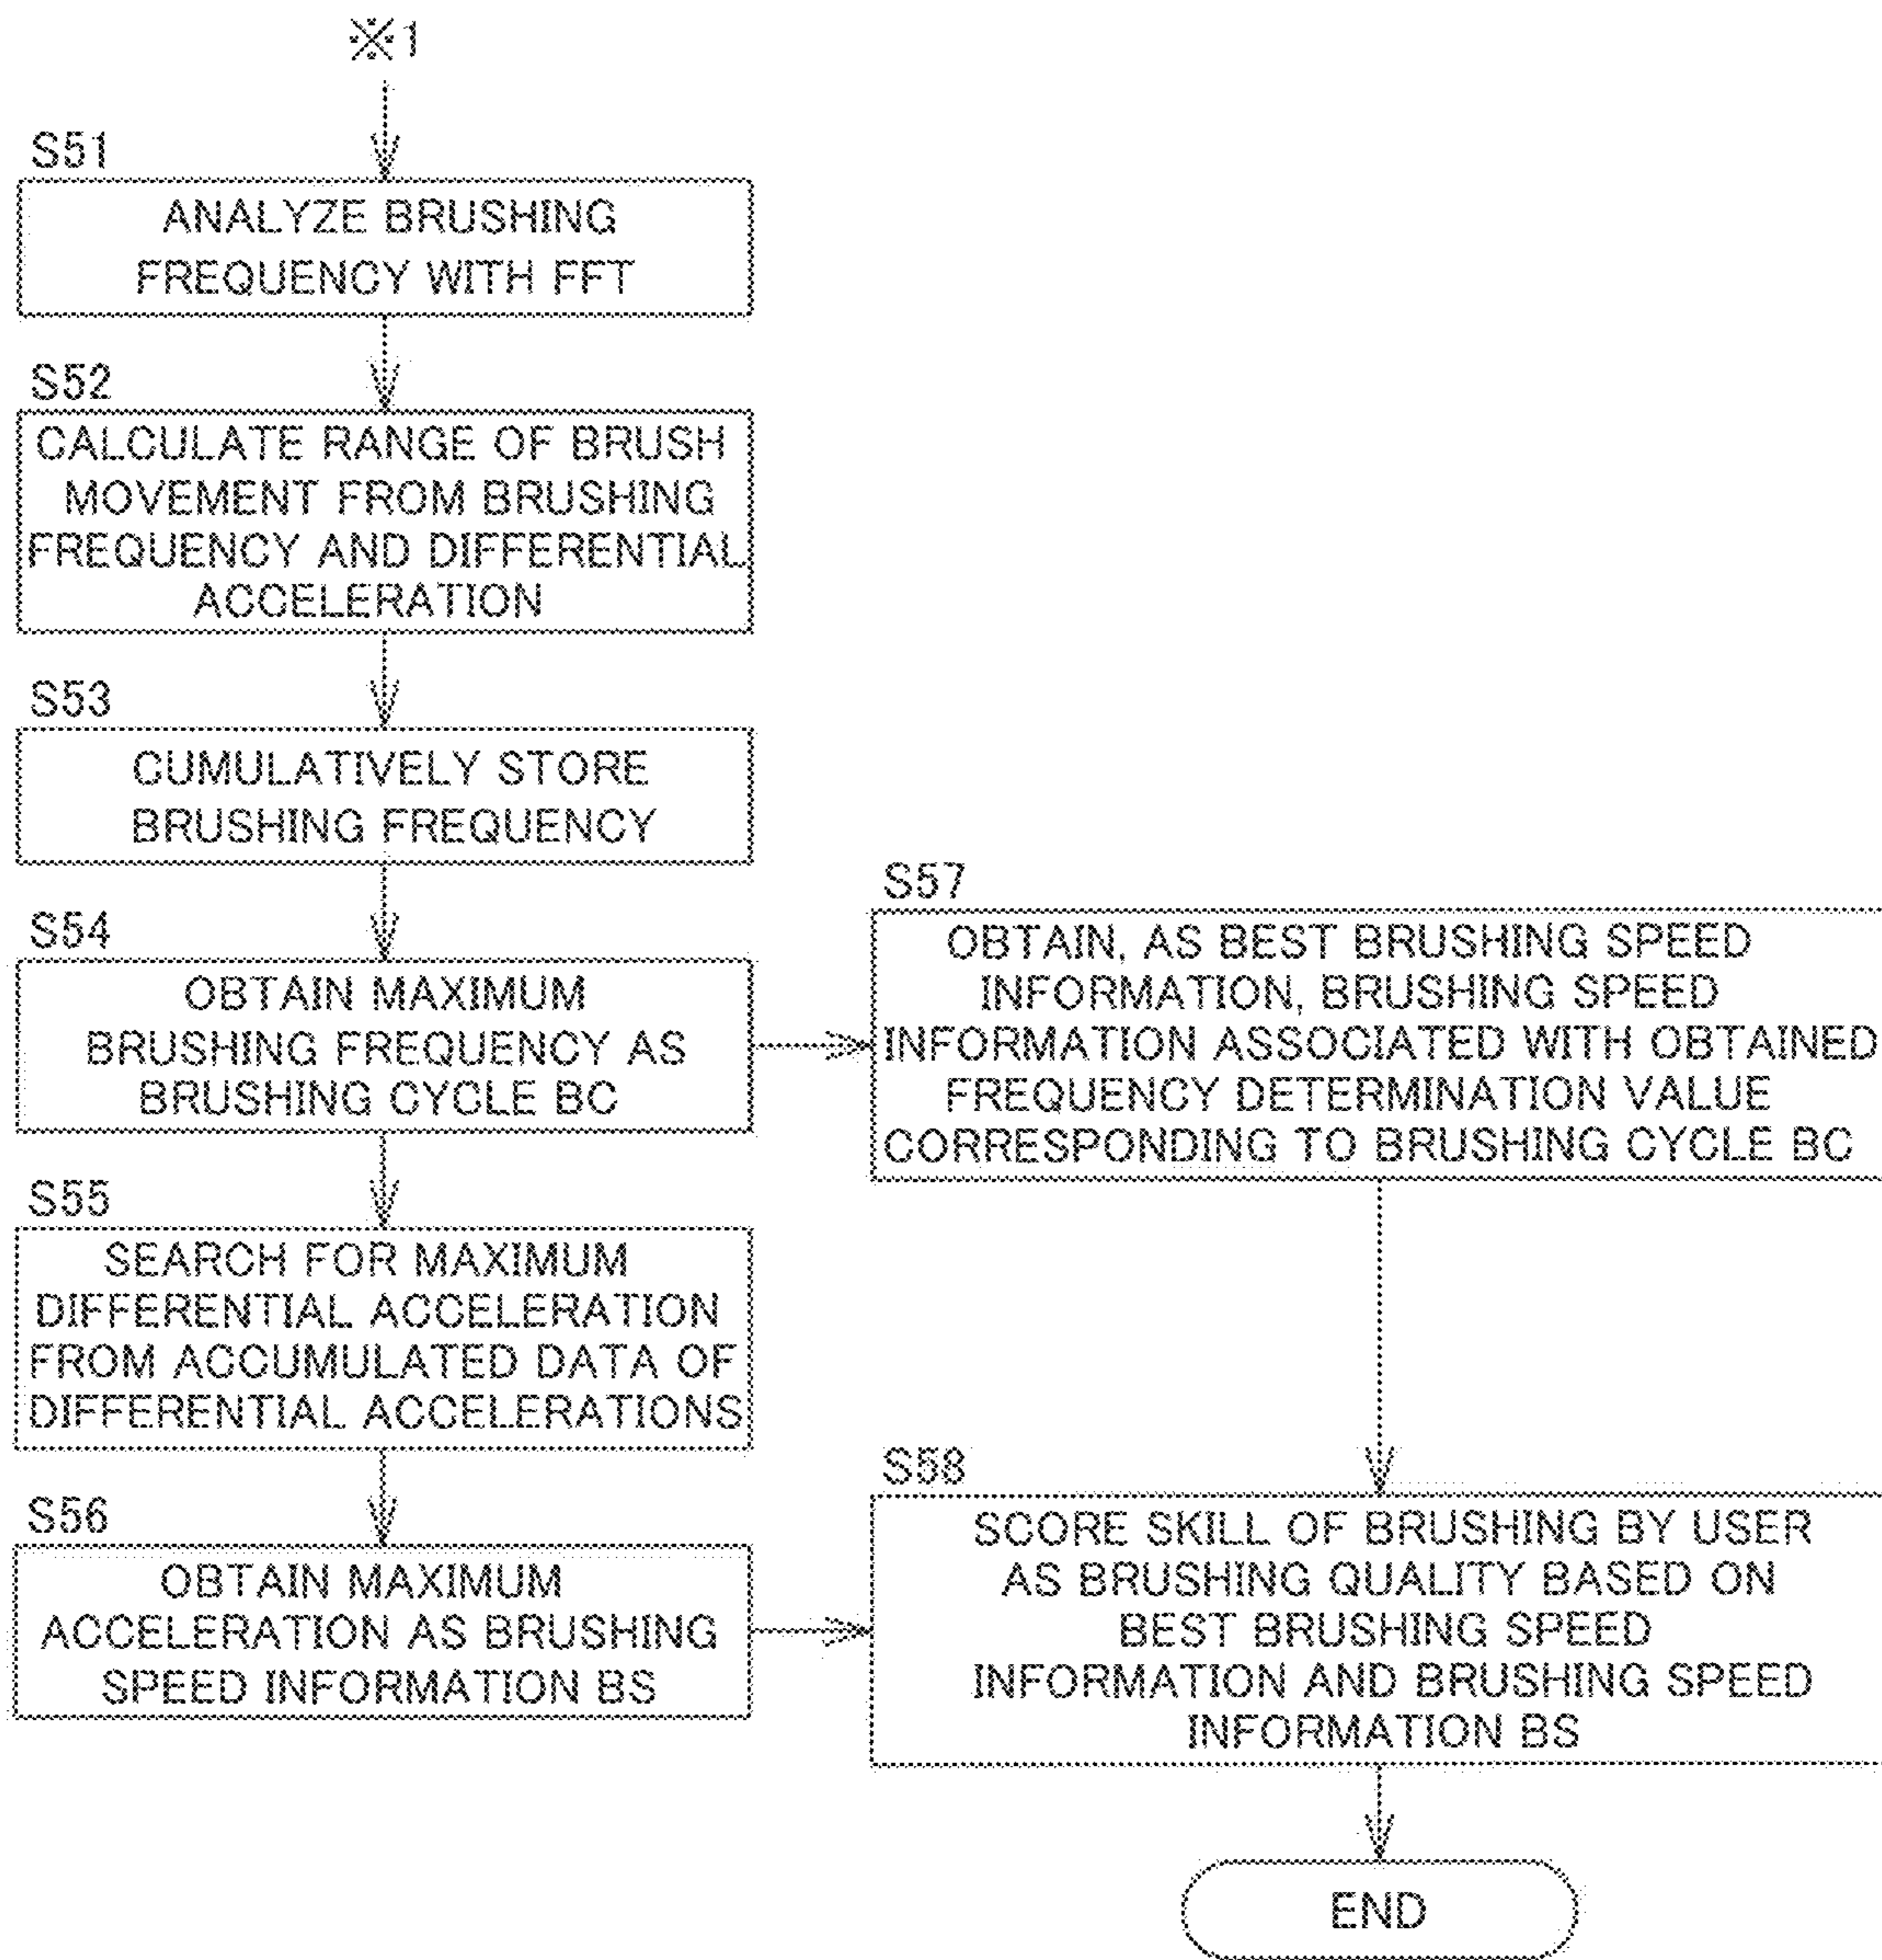 ※1
S51
ANALYZE BRUSHING
FREQUENCY WITH FFT
S52
CALCULATE RANGE OF BRUSH
MOVEMENT FROM BRUSHING
FREQUENCY AND DIFFERENTIAL
ACCELERATION
S53
CUMULATIVELY STORE
BRUSHING FREQUENCY
S54
OBTAIN MAXIMUM
BRUSHING FREQUENCY AS
BRUSHING CYCLE BC
S55
SEARCH FOR MAXIMUM
DIFFERENTIAL ACCELERATION
FROM ACCUMULATED DATA OF
DIFFERENTIAL ACCELERATIONS
S56
OBTAIN MAXIMUM
ACCELERATION AS BRUSHING
SPEED INFORMATION BS
S57
OBTAIN, AS BEST BRUSHING SPEED
INFORMATION, BRUSHING SPEED
INFORMATION ASSOCIATED WITH OBTAINED
FREQUENCY DETERMINATION VALUE
CORRESPONDING TO BRUSHING CYCLE BC
S58
SCORE SKILL OF BRUSHING BY USER
AS BRUSHING QUALITY BASED ON
BEST BRUSHING SPEED
INFORMATION AND BRUSHING SPEED
INFORMATION BS
END